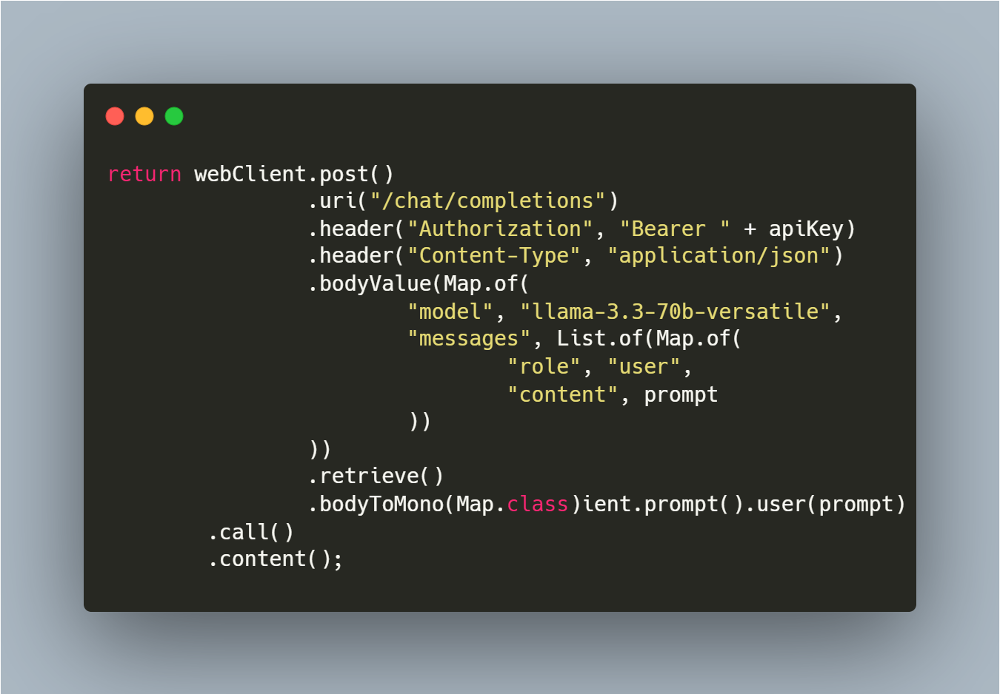 return webClient.post()
                .uri("/chat/completions")
                .header("Authorization", "Bearer " + apiKey)
                .header("Content-Type", "application/json")
                .bodyValue(Map.of(
                        "model", "llama-3.3-70b-versatile",
                        "messages", List.of(Map.of(
                                "role", "user",
                                "content", prompt
                        ))
                ))
                .retrieve()
                .bodyToMono(Map.class)ient.prompt().user(prompt)
        .call()
        .content();